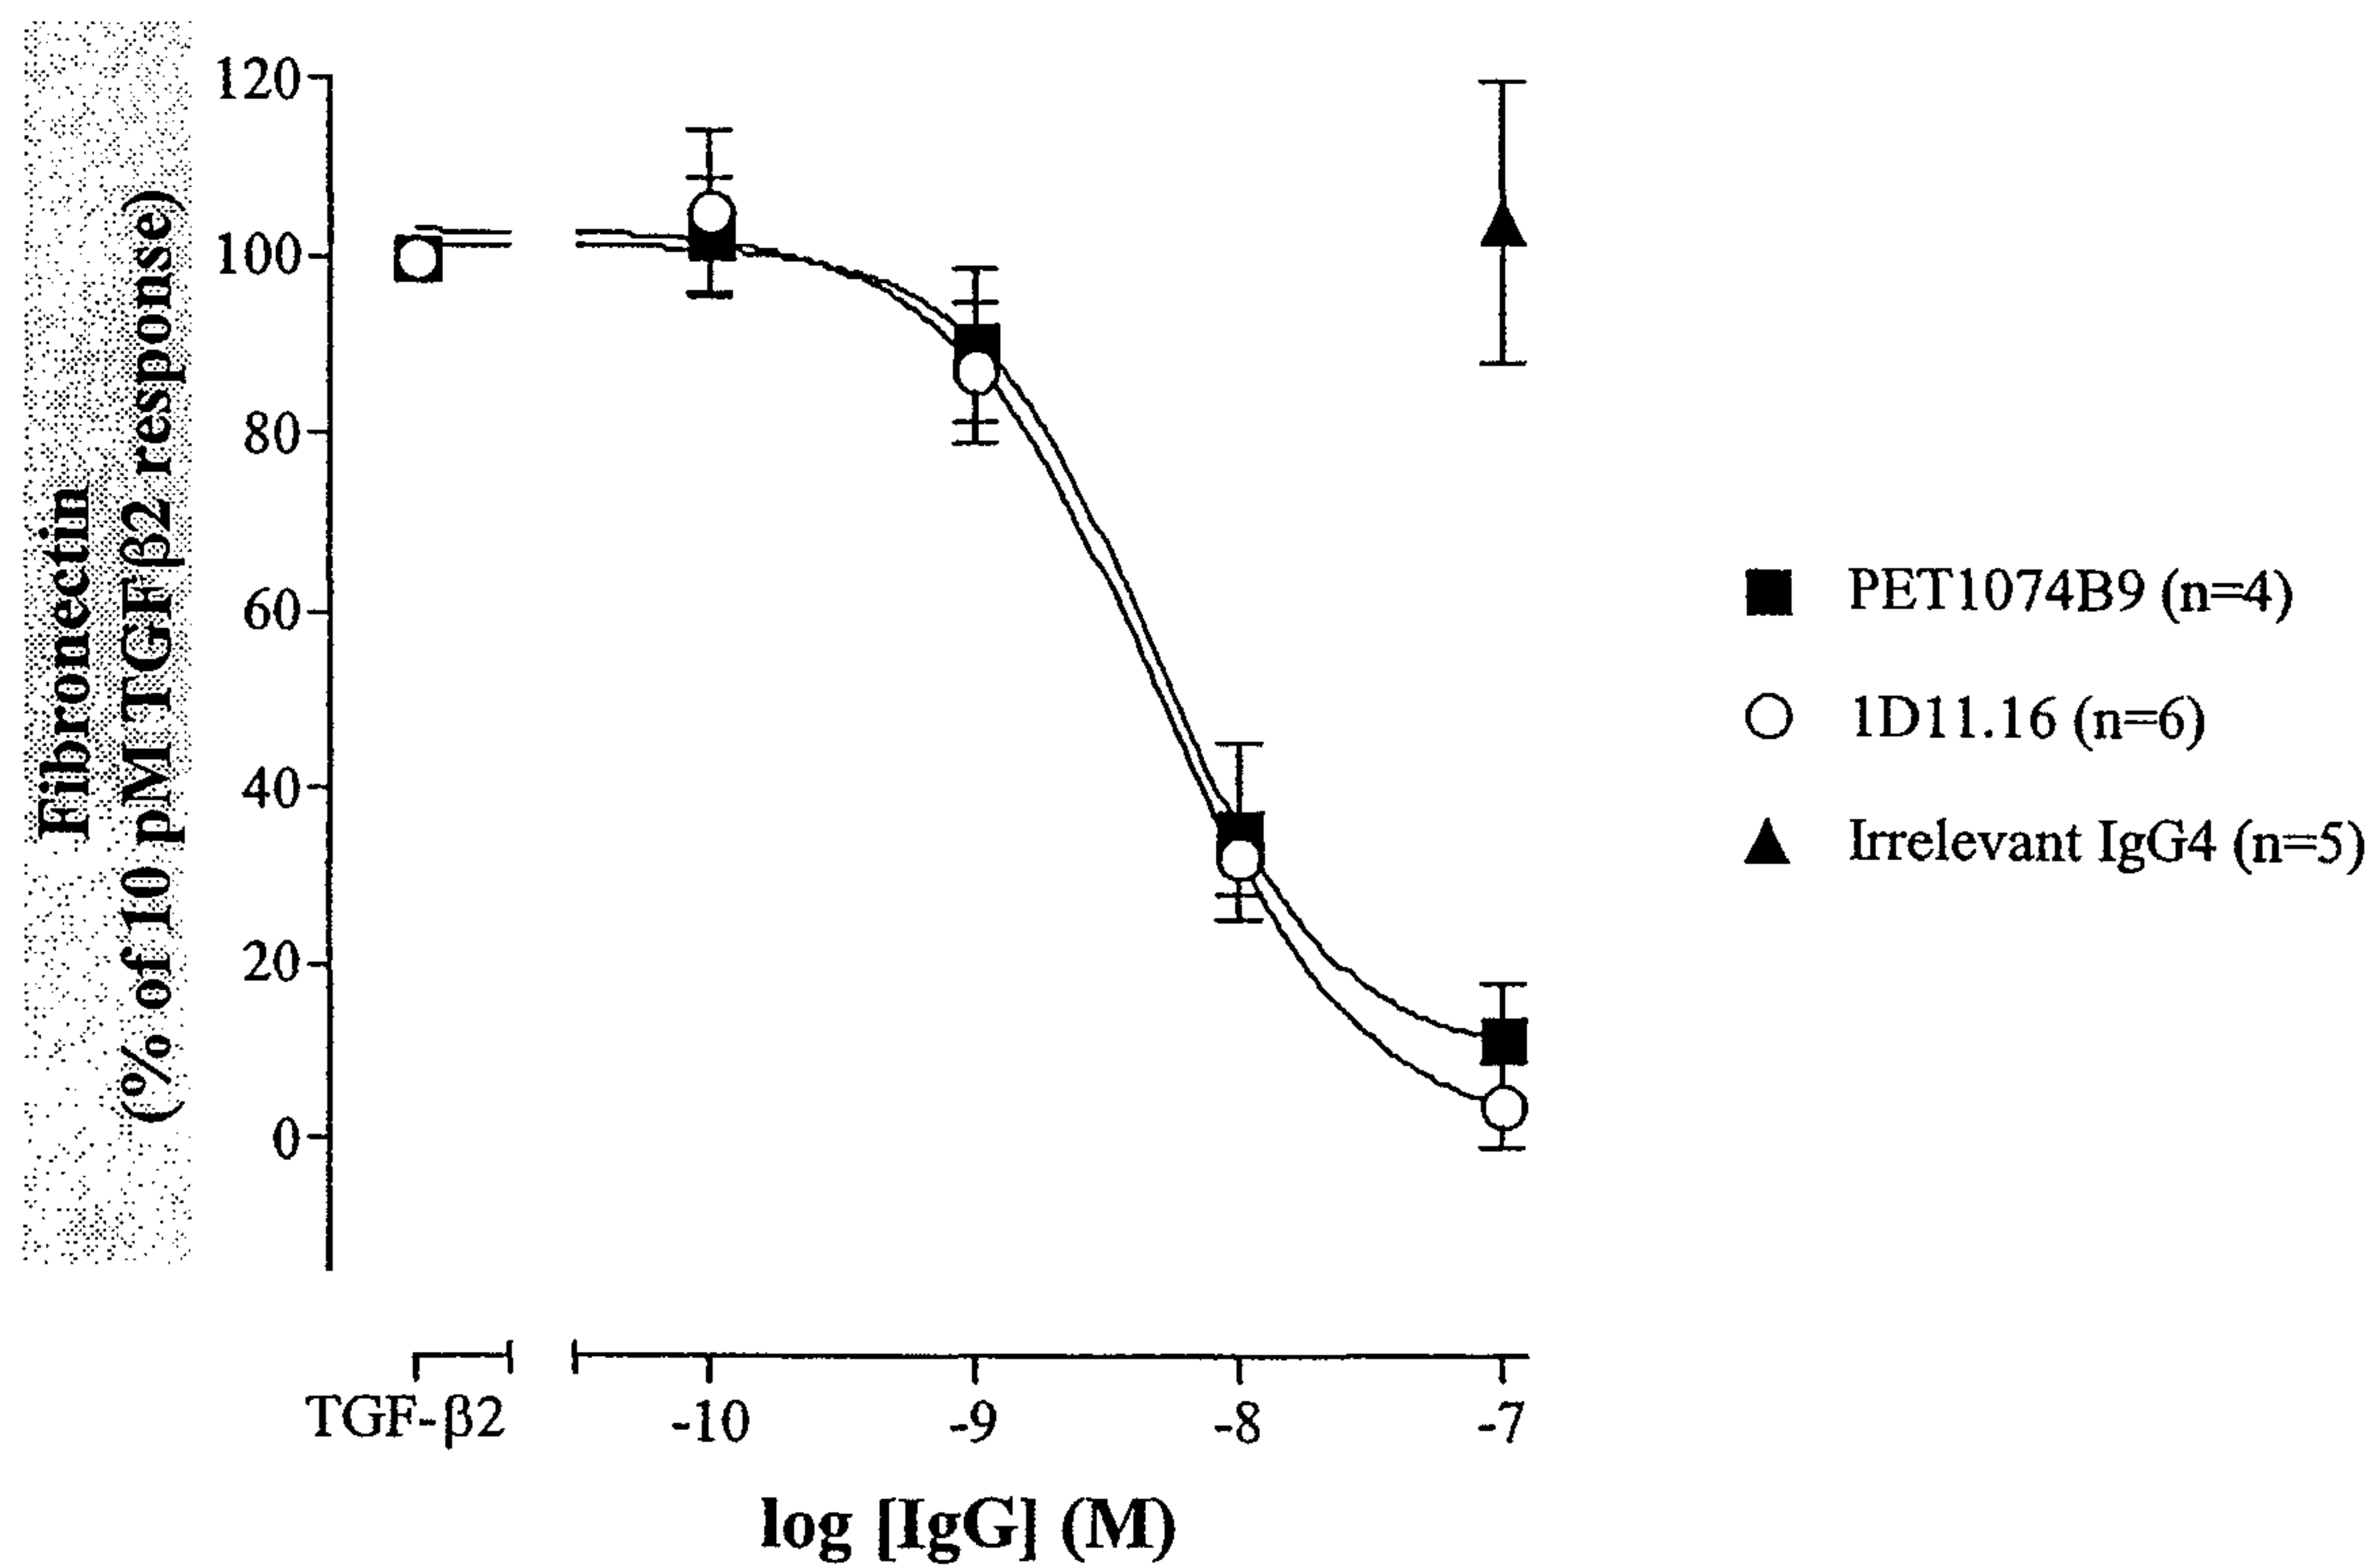 Fibronectin
(% of 10 pM TGFβ2 response)
120
100
80
60
40
20
0
TGF-β2
-10
-9
-8
-7
log [IgG] (M)
PET1074B9 (n=4)
1D11.16 (n=6)
Irrelevant IgG4 (n=5)